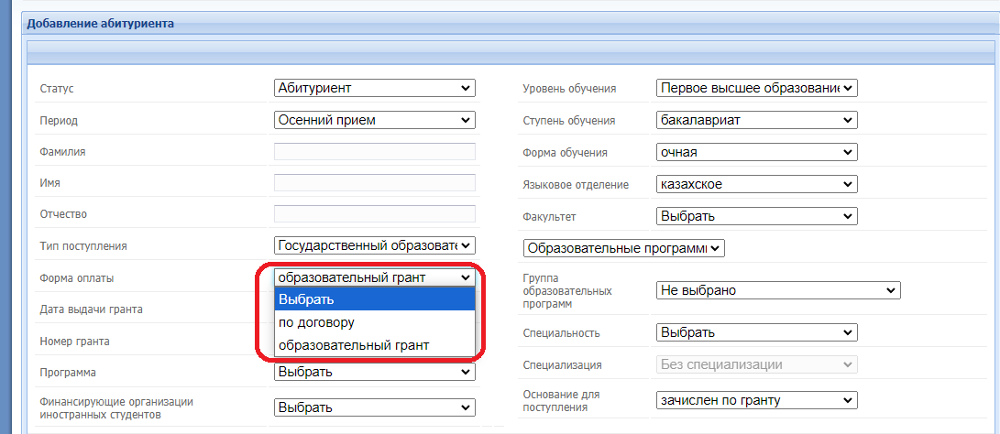 Добавление абитуриента
Статус
Абитуриент
Период
Осенний прием
Фамилия
Имя
Отчество
Тип поступления
Государственный образовате
Форма оплаты
образовательный грант
Выбрать
по договору
образовательный грант
Дата выдачи гранта
Номер гранта
Программа
Выбрать
Финансирующие организации
иностранных студентов
Выбрать
Уровень обучения
Первое высшее образование
Ступень обучения
бакалавриат
Форма обучения
очная
Языковое отделение
казахское
Факультет
Выбрать
Образовательные программы
Группа
образовательных
программ
Не выбрано
Специальность
Выбрать
Специализация
Без специализации
Основание для
поступления
зачислен по гранту